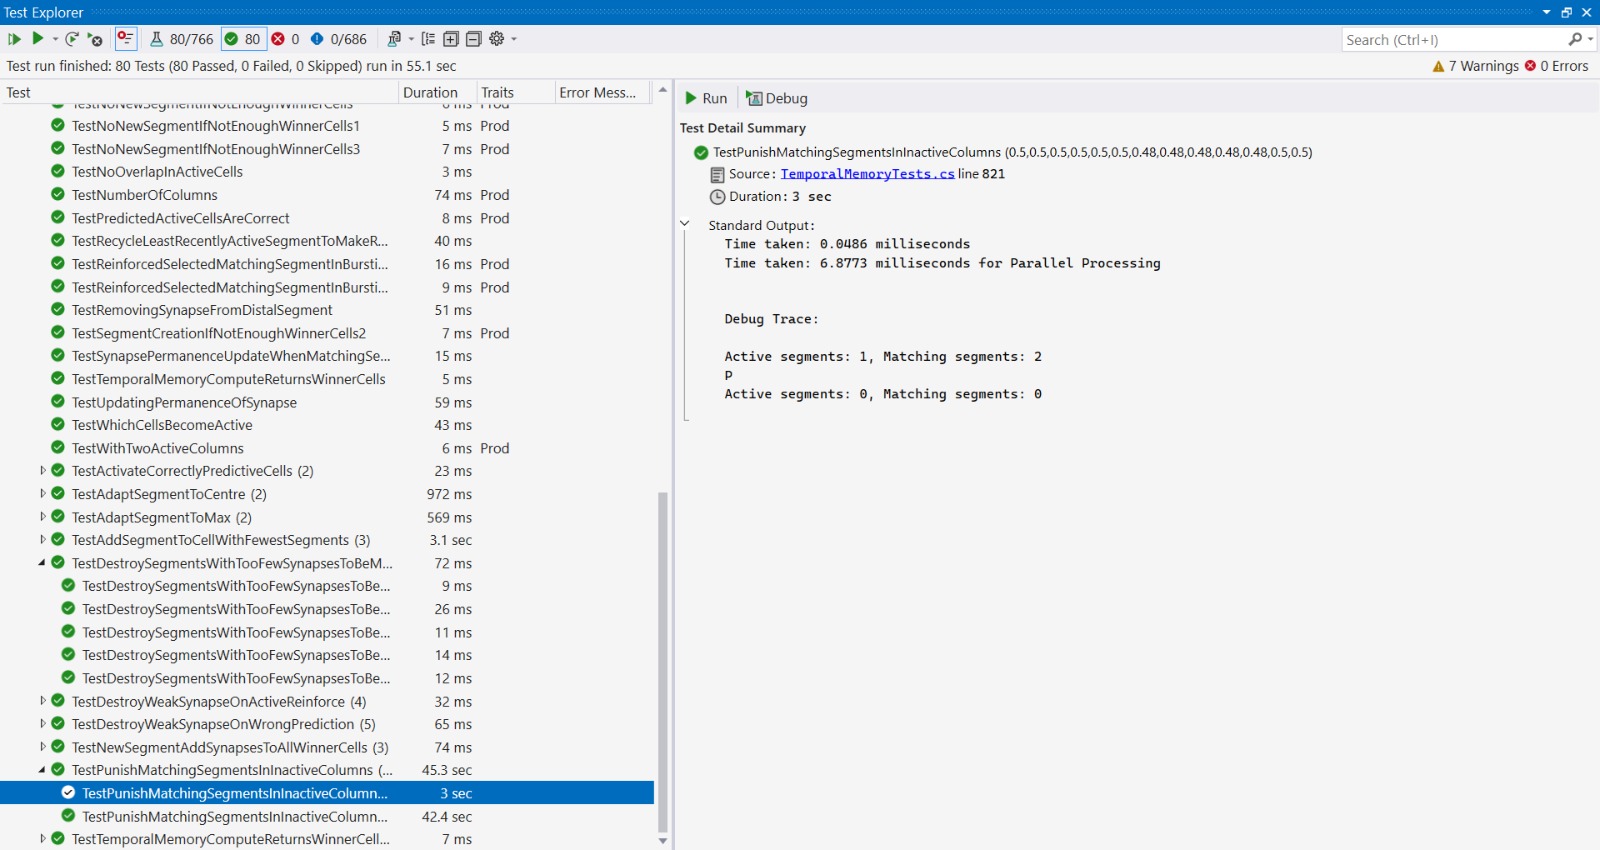 Test Explorer
80/766 80 0 0/686 Search (Ctrl+I)
Test run finished: 80 Tests (80 Passed, 0 Failed, 0 Skipped) run in 55.1 sec 7 Warnings 0 Errors
Test Duration Traits Error Mess...
TestNoNewSegmentIfNotEnoughWinnerCells 6 ms Prod
TestNoNewSegmentIfNotEnoughWinnerCells1 5 ms Prod
TestNoNewSegmentIfNotEnoughWinnerCells3 7 ms Prod
TestNoOverlapInActiveCells 3 ms
TestNumberOfColumns 74 ms Prod
TestPredictedActiveCellsAreCorrect 8 ms Prod
TestRecycleLeastRecentlyActiveSegmentToMakeR... 40 ms
TestReinforcedSelectedMatchingSegmentInBursti... 16 ms Prod
TestReinforcedSelectedMatchingSegmentInBursti... 9 ms Prod
TestRemovingSynapseFromDistalSegment 51 ms
TestSegmentCreationIfNotEnoughWinnerCells2 7 ms Prod
TestSynapsePermanenceUpdateWhenMatchingSe... 15 ms
TestTemporalMemoryComputeReturnsWinnerCells 5 ms
TestUpdatingPermanenceOfSynapse 59 ms
TestWhichCellsBecomeActive 43 ms
TestWithTwoActiveColumns 6 ms Prod
TestActivateCorrectlyPredictiveCells (2) 23 ms
TestAdaptSegmentToCentre (2) 972 ms
TestAdaptSegmentToMax (2) 569 ms
TestAddSegmentToCellWithFewestSegments (3) 3.1 sec
TestDestroySegmentsWithTooFewSynapsesToBeM... 72 ms
TestDestroySegmentsWithTooFewSynapsesToBe... 9 ms
TestDestroySegmentsWithTooFewSynapsesToBe... 26 ms
TestDestroySegmentsWithTooFewSynapsesToBe... 11 ms
TestDestroySegmentsWithTooFewSynapsesToBe... 14 ms
TestDestroySegmentsWithTooFewSynapsesToBe... 12 ms
TestDestroyWeakSynapseOnActiveReinforce (4) 32 ms
TestDestroyWeakSynapseOnWrongPrediction (5) 65 ms
TestNewSegmentAddSynapsesToAllWinnerCells (3) 74 ms
TestPunishMatchingSegmentsInInactiveColumns (... 45.3 sec
TestPunishMatchingSegmentsInInactiveColumn... 3 sec
TestPunishMatchingSegmentsInInactiveColumn... 42.4 sec
TestTemporalMemoryComputeReturnsWinnerCell... 7 ms
Run Debug
Test Detail Summary
TestPunishMatchingSegmentsInInactiveColumns (0.5,0.5,0.5,0.5,0.5,0.5,0.48,0.48,0.48,0.48,0.48,0.5,0.5)
Source: TemporalMemoryTests.cs line 821
Duration: 3 sec
Standard Output:
Time taken: 0.0486 milliseconds
Time taken: 6.8773 milliseconds for Parallel Processing
Debug Trace:
Active segments: 1, Matching segments: 2
P
Active segments: 0, Matching segments: 0